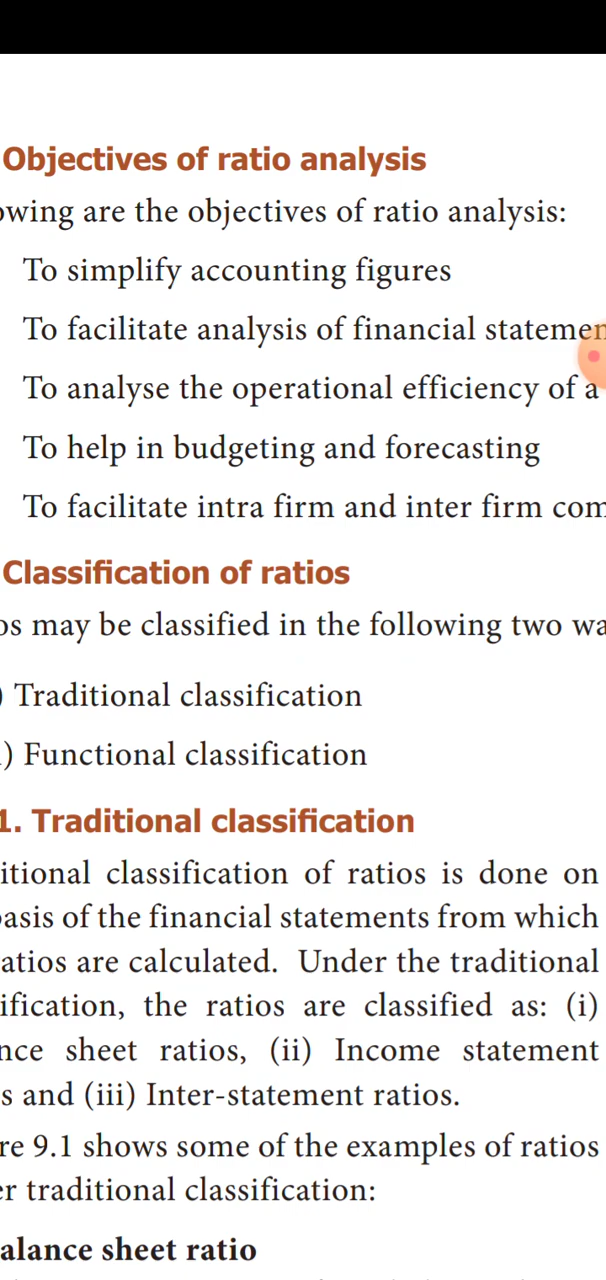 Objectives of ratio analysis
owing are the objectives of ratio analysis:
To simplify accounting figures
To facilitate analysis of financial statemen
To analyse the operational efficiency of a
To help in budgeting and forecasting
To facilitate intra firm and inter firm com
Classification of ratios
os may be classified in the following two wa
) Traditional classification
i) Functional classification
1. Traditional classification
itional classification of ratios is done on
basis of the financial statements from which
atios are calculated. Under the traditional
ification, the ratios are classified as: (i)
nce sheet ratios, (ii) Income statement
s and (iii) Inter-statement ratios.
re 9.1 shows some of the examples of ratios
er traditional classification:
alance sheet ratio